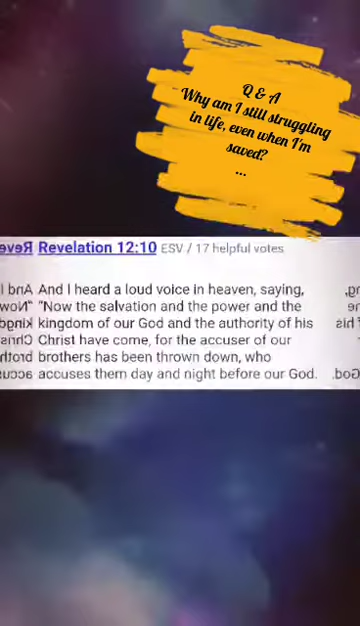 Q & A
Why am I still struggling
in life, even when I'm
saved?
...
Revelation 12:10 ESV / 17 helpful votes
And I heard a loud voice in heaven, saying,
"Now the salvation and the power and the
kingdom of our God and the authority of his
Christ have come, for the accuser of our
brothers has been thrown down, who
accuses them day and night before our God.